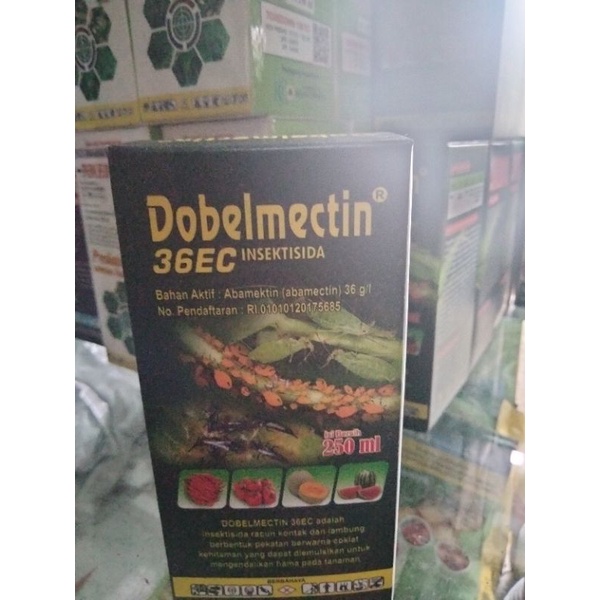 Dobelmectin®
36EC INSEKTISIDA
Bahan Aktif : Abamektin (abamectin) 36 g/l
No. Pendaftaran : RI.01010120175685
Isi Bersih
250 ml
DOBELMECTIN 36EC adalah
insektisida racun kontak dan lambung
berbentuk pekatan berwarna coklat
kehitaman yang dapat diemulsikan untuk
mengendalikan hama pada tanaman.
BERBAHAYA